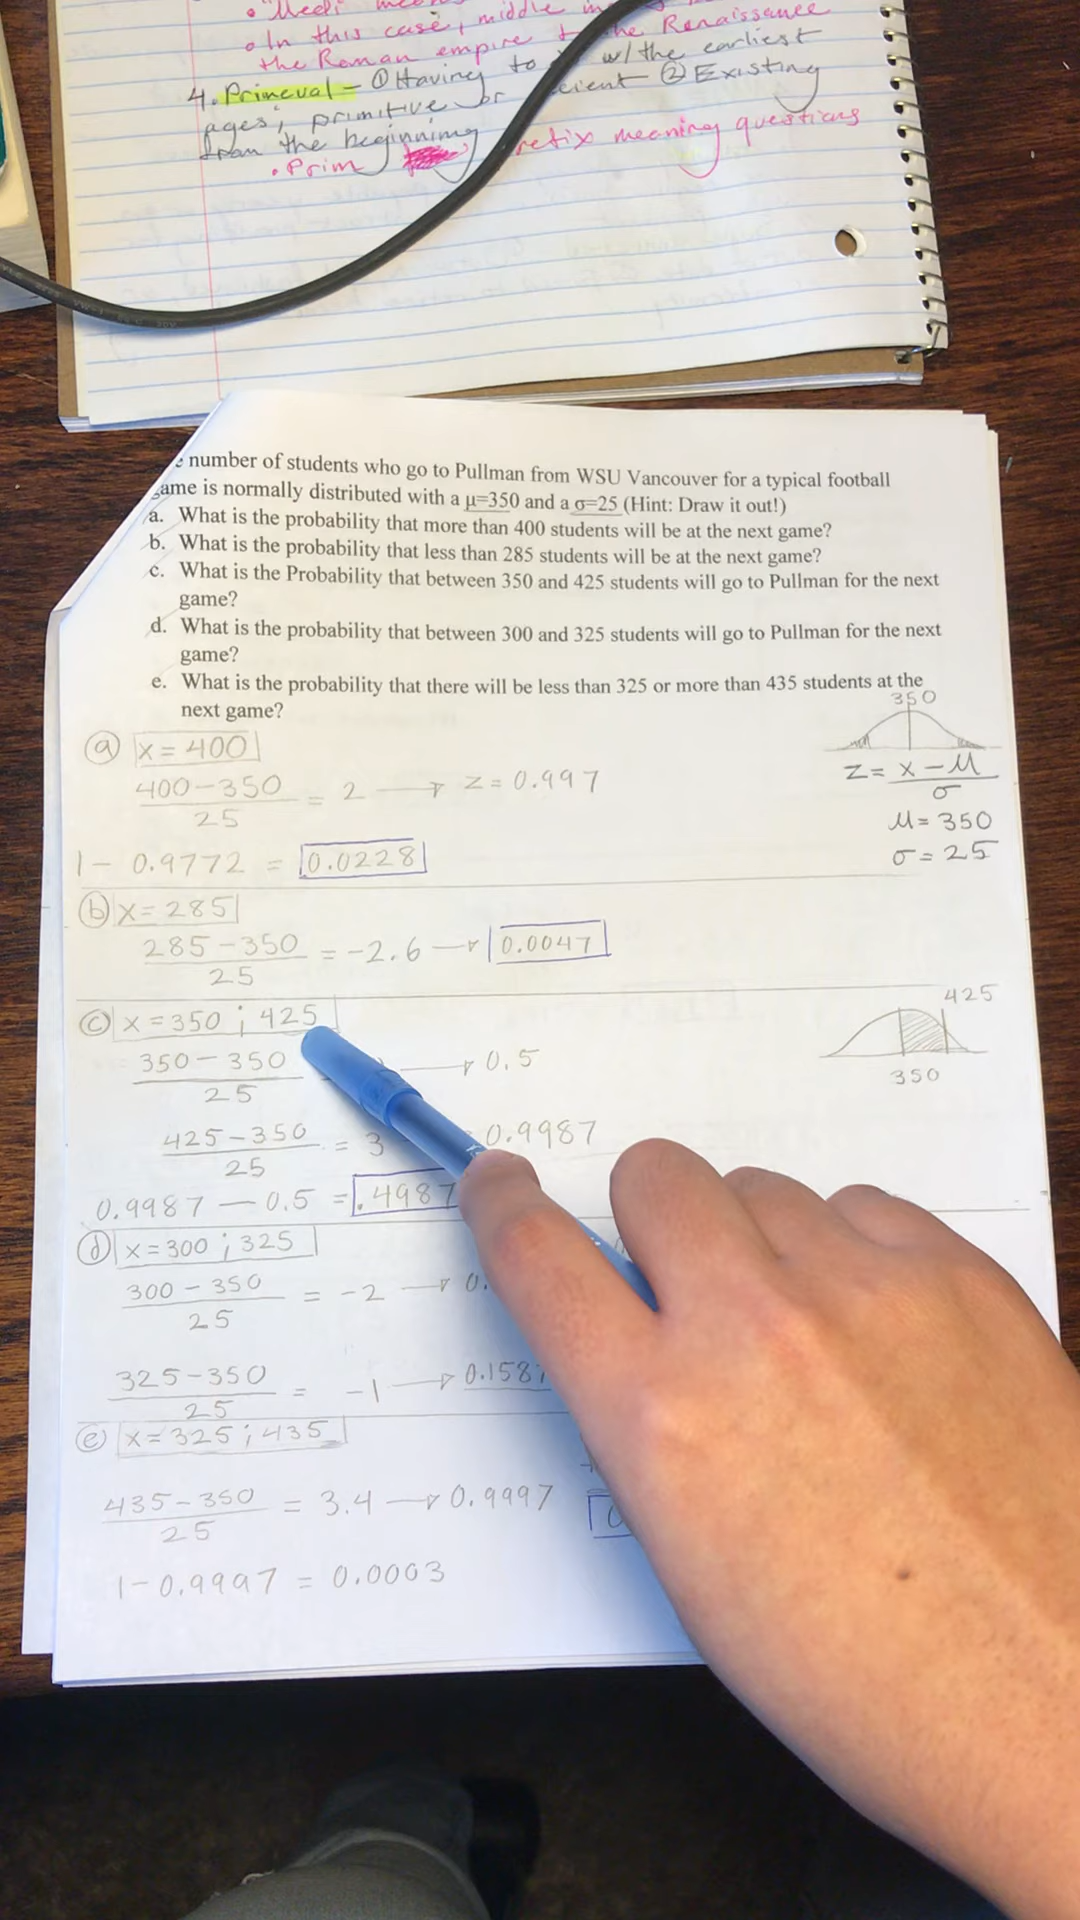 • "Medi"
• In this case, middle
the Roman empire the Renaissance
4. Primeval - ① Having to w/ the earliest
ages; primitive or cient ② Existing
from the beginning
• Prim refix meaning questions
number of students who go to Pullman from WSU Vancouver for a typical football
ame is normally distributed with a μ=350 and a σ=25 (Hint: Draw it out!)
a. What is the probability that more than 400 students will be at the next game?
b. What is the probability that less than 285 students will be at the next game?
c. What is the Probability that between 350 and 425 students will go to Pullman for the next
game?
d. What is the probability that between 300 and 325 students will go to Pullman for the next
game?
e. What is the probability that there will be less than 325 or more than 435 students at the
next game?
350
ⓐ x = 400
400 - 350
25
= 2 → z = 0.997
z = x - μ
σ
μ = 350
σ = 25
1 - 0.9772 = 0.0228
ⓑ x = 285
285 - 350
25
= -2.6 → 0.0047
ⓒ x = 350 ; 425
425
350
350 - 350
25
→ 0.5
425 - 350
25
= 3 0.9987
0.9987 - 0.5 = .4987
ⓓ x = 300 ; 325
300 - 350
25
= -2 → 0.
325 - 350
25
= -1 → 0.1587
ⓔ x = 325 ; 435
435 - 350
25
= 3.4 → 0.9997
1 - 0.9997 = 0.0003